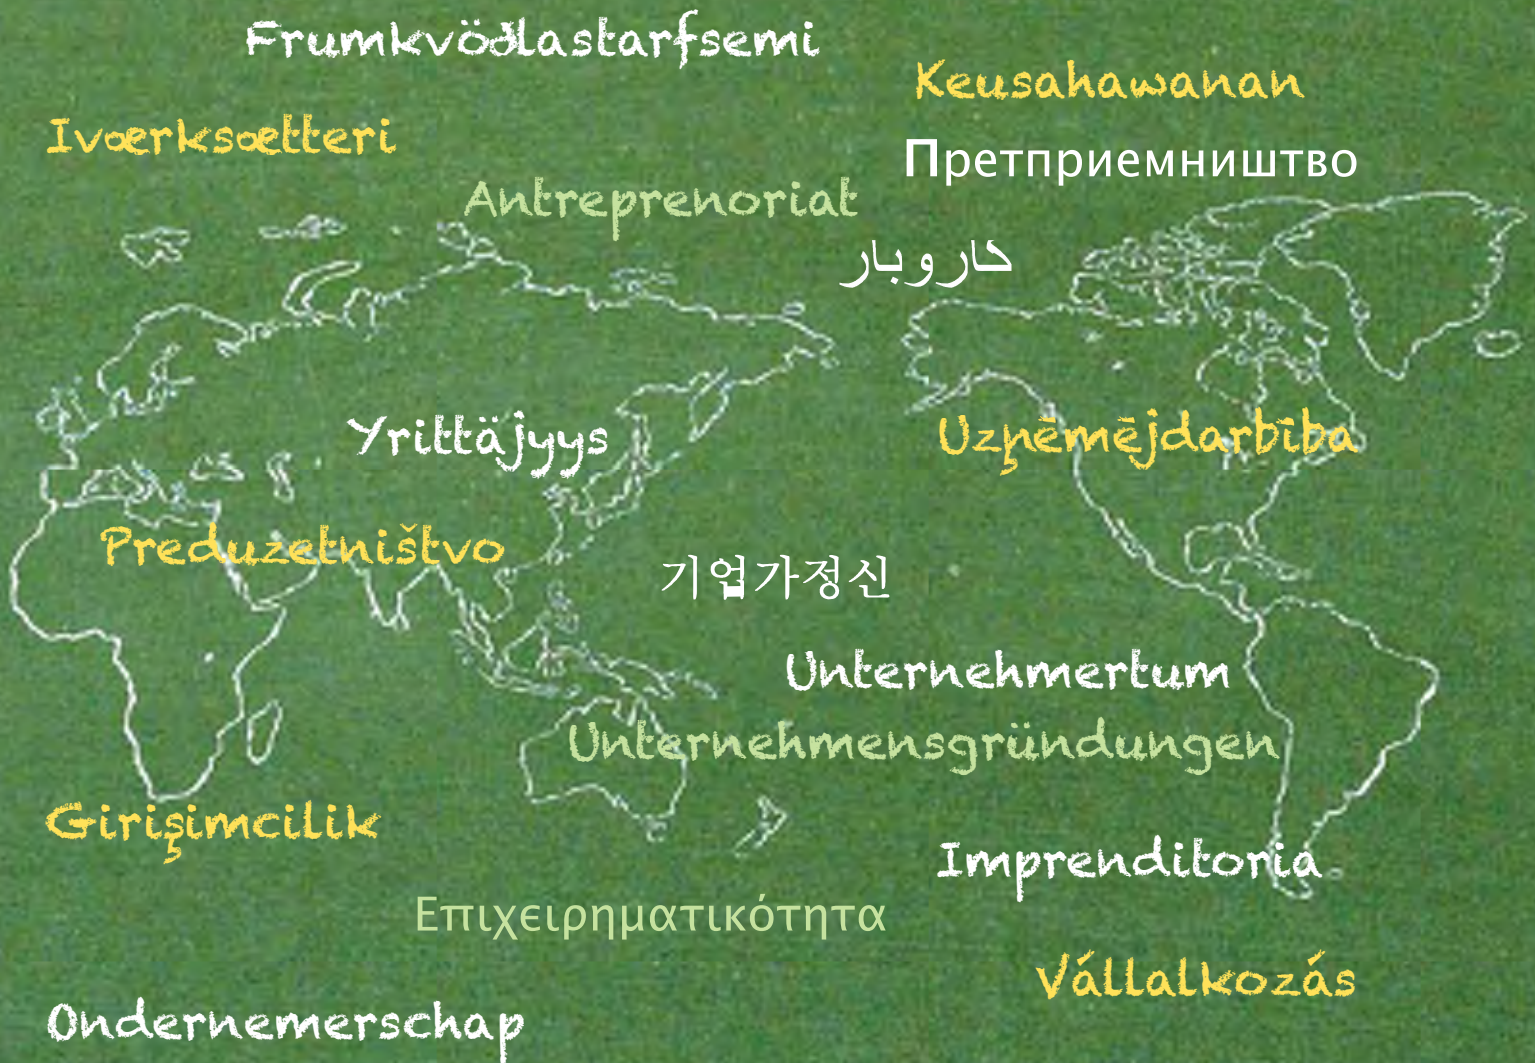 Frumkvöðlastarfsemi
Keusahawanan
Iværksætteri
Претприемништво
Antreprenoriat
کاروبار
Yrittäjyys
Uzņēmējdarbība
Preduzetništvo
기업가정신
Unternehmertum
Unternehmensgründungen
Girişimcilik
Imprenditoria
Επιχειρηματικότητα
Vállalkozás
Ondernemerschap